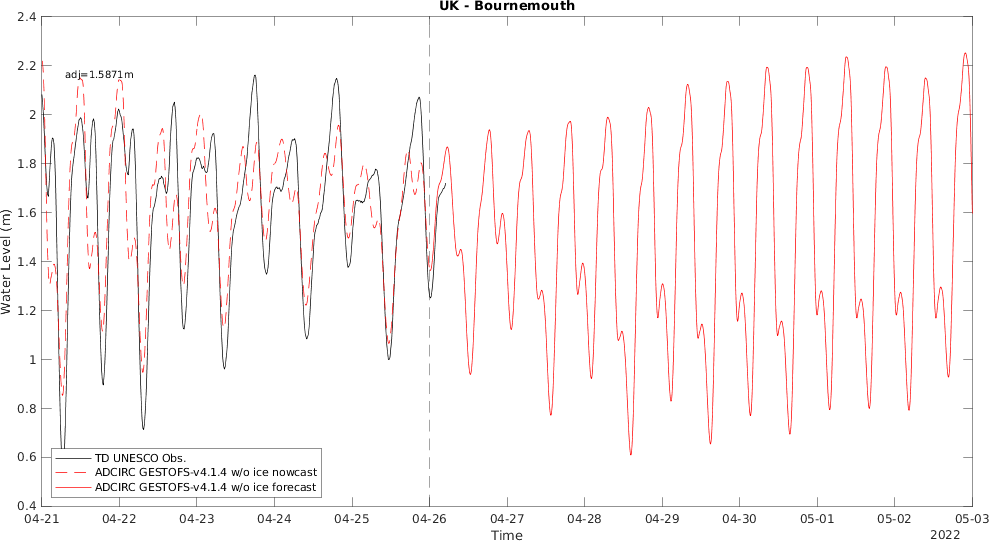 UK - Bournemouth
2.4
2.2
2
1.8
1.6
1.4
1.2
1
0.8
0.6
0.4
Water Level (m)
adj=1.5871m
TD UNESCO Obs.
ADCIRC GESTOFS-v4.1.4 w/o ice nowcast
ADCIRC GESTOFS-v4.1.4 w/o ice forecast
04-21 04-22 04-23 04-24 04-25 04-26 04-27 04-28 04-29 04-30 05-01 05-02 05-03
Time
2022